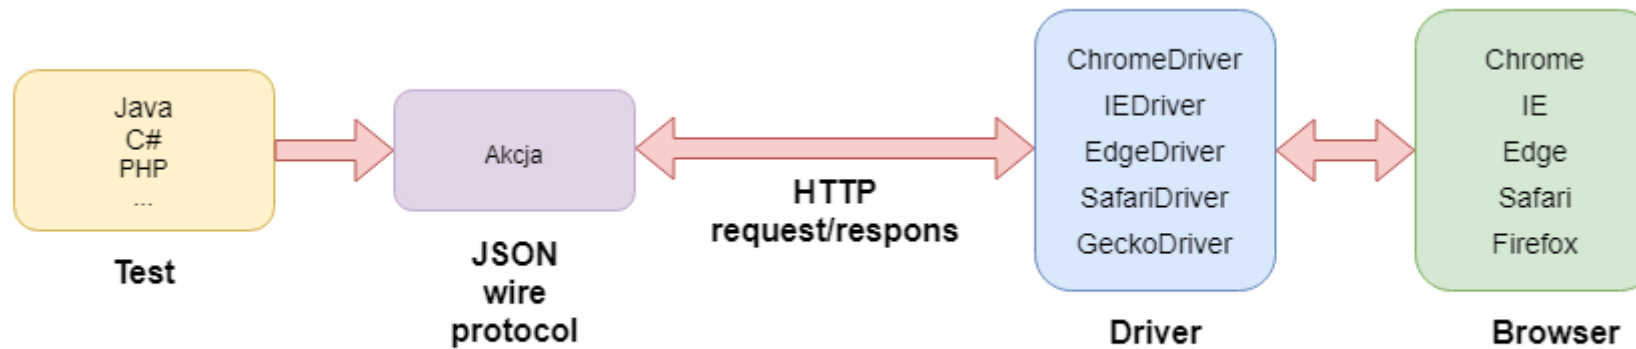 Java
C#
PHP
...
Test
Akcja
JSON
wire
protocol
HTTP
request/respons
ChromeDriver
IEDriver
EdgeDriver
SafariDriver
GeckoDriver
Driver
Chrome
IE
Edge
Safari
Firefox
Browser